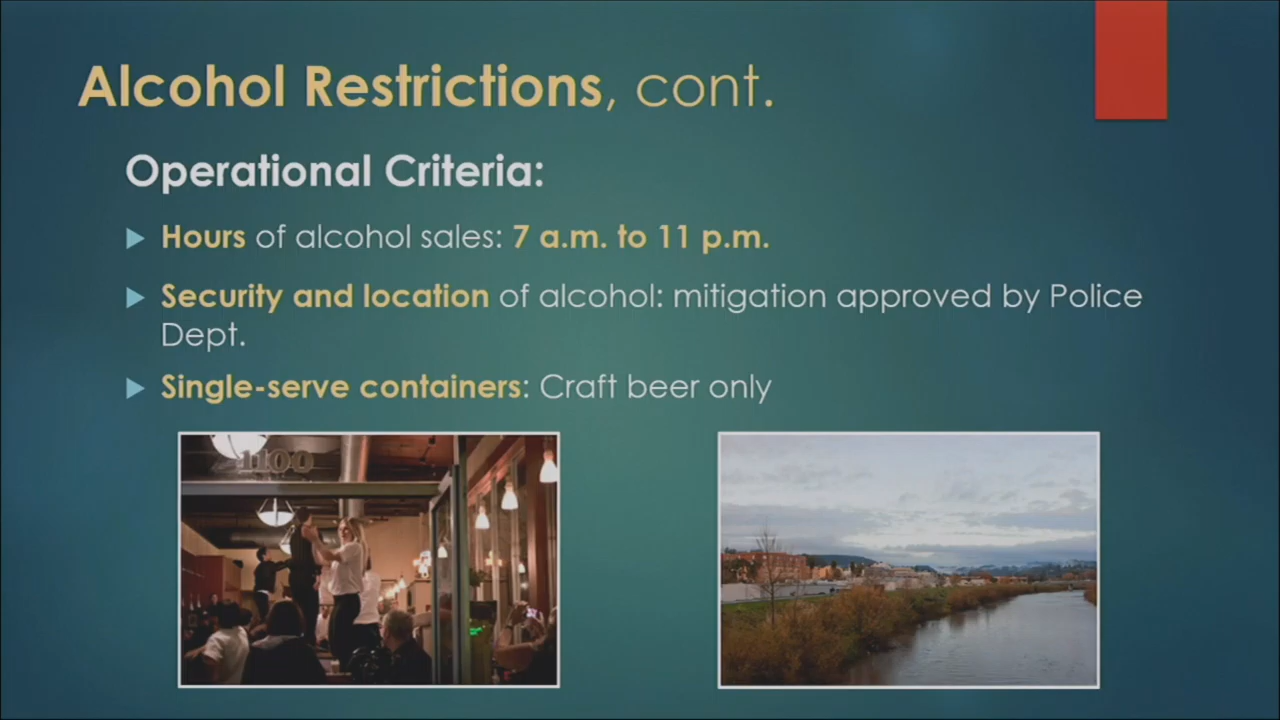 Alcohol Restrictions, cont.
Operational Criteria:
Hours of alcohol sales: 7 a.m. to 11 p.m.
Security and location of alcohol: mitigation approved by Police
Dept.
Single-serve containers: Craft beer only
1100